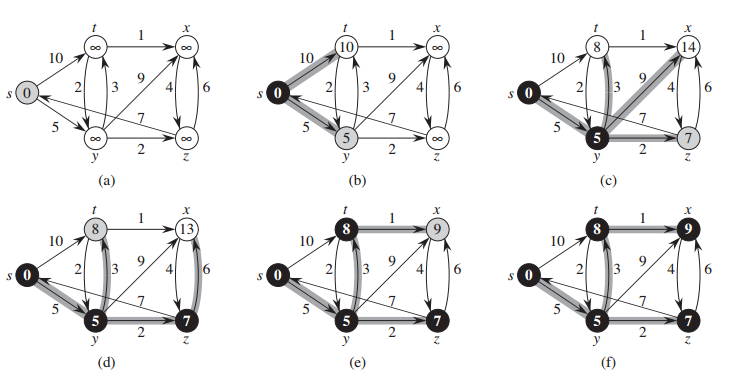 t 1 x t 1 x t 1 x
∞ ∞ 10 ∞ 8 14
10 10 10
s 0 2 3 9 4 6 s 0 2 3 9 4 6 s 0 2 3 9 4 6
5 7 5 7 5 7
∞ ∞ 5 ∞ 5 7
y 2 z y 2 z y 2 z
(a) (b) (c)
t 1 x t 1 x t 1 x
8 13 8 9 8 9
10 10 10
s 0 2 3 9 4 6 s 0 2 3 9 4 6 s 0 2 3 9 4 6
5 7 5 7 5 7
5 7 5 7 5 7
y 2 z y 2 z y 2 z
(d) (e) (f)